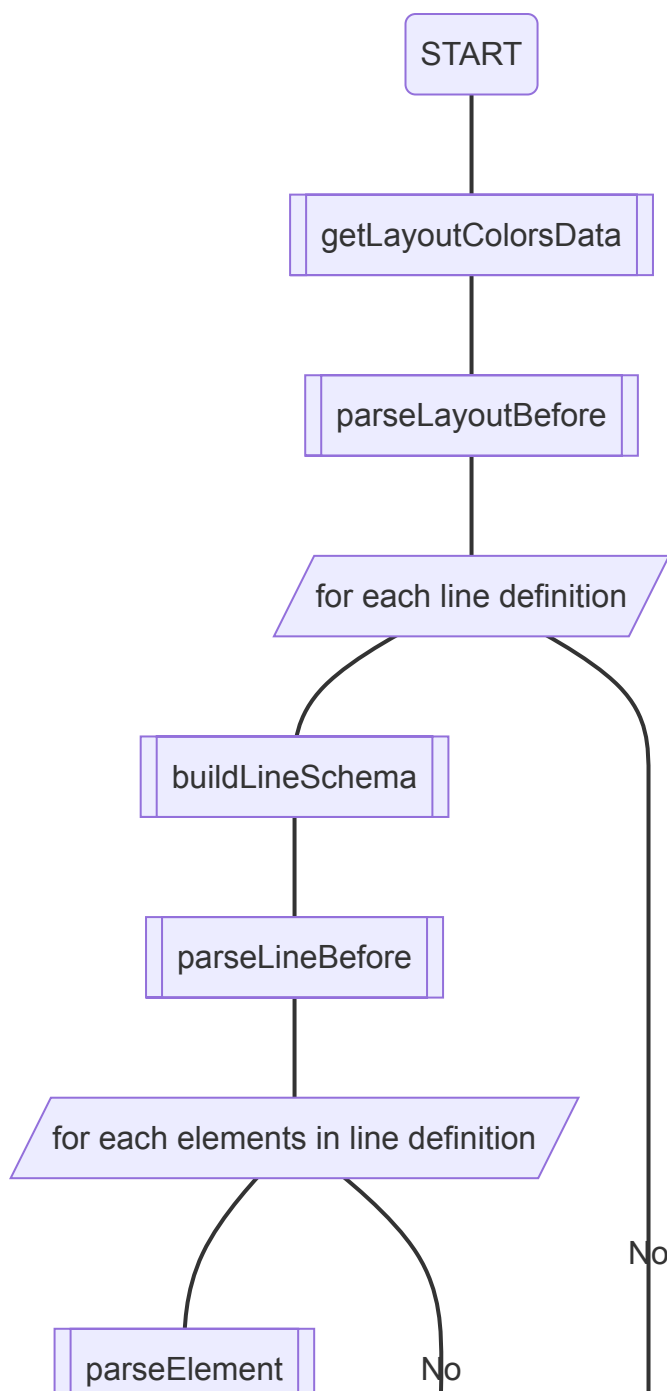 START
getLayoutColorsData
parseLayoutBefore
for each line definition
buildLineSchema
parseLineBefore
for each elements in line definition
No
parseElement
No